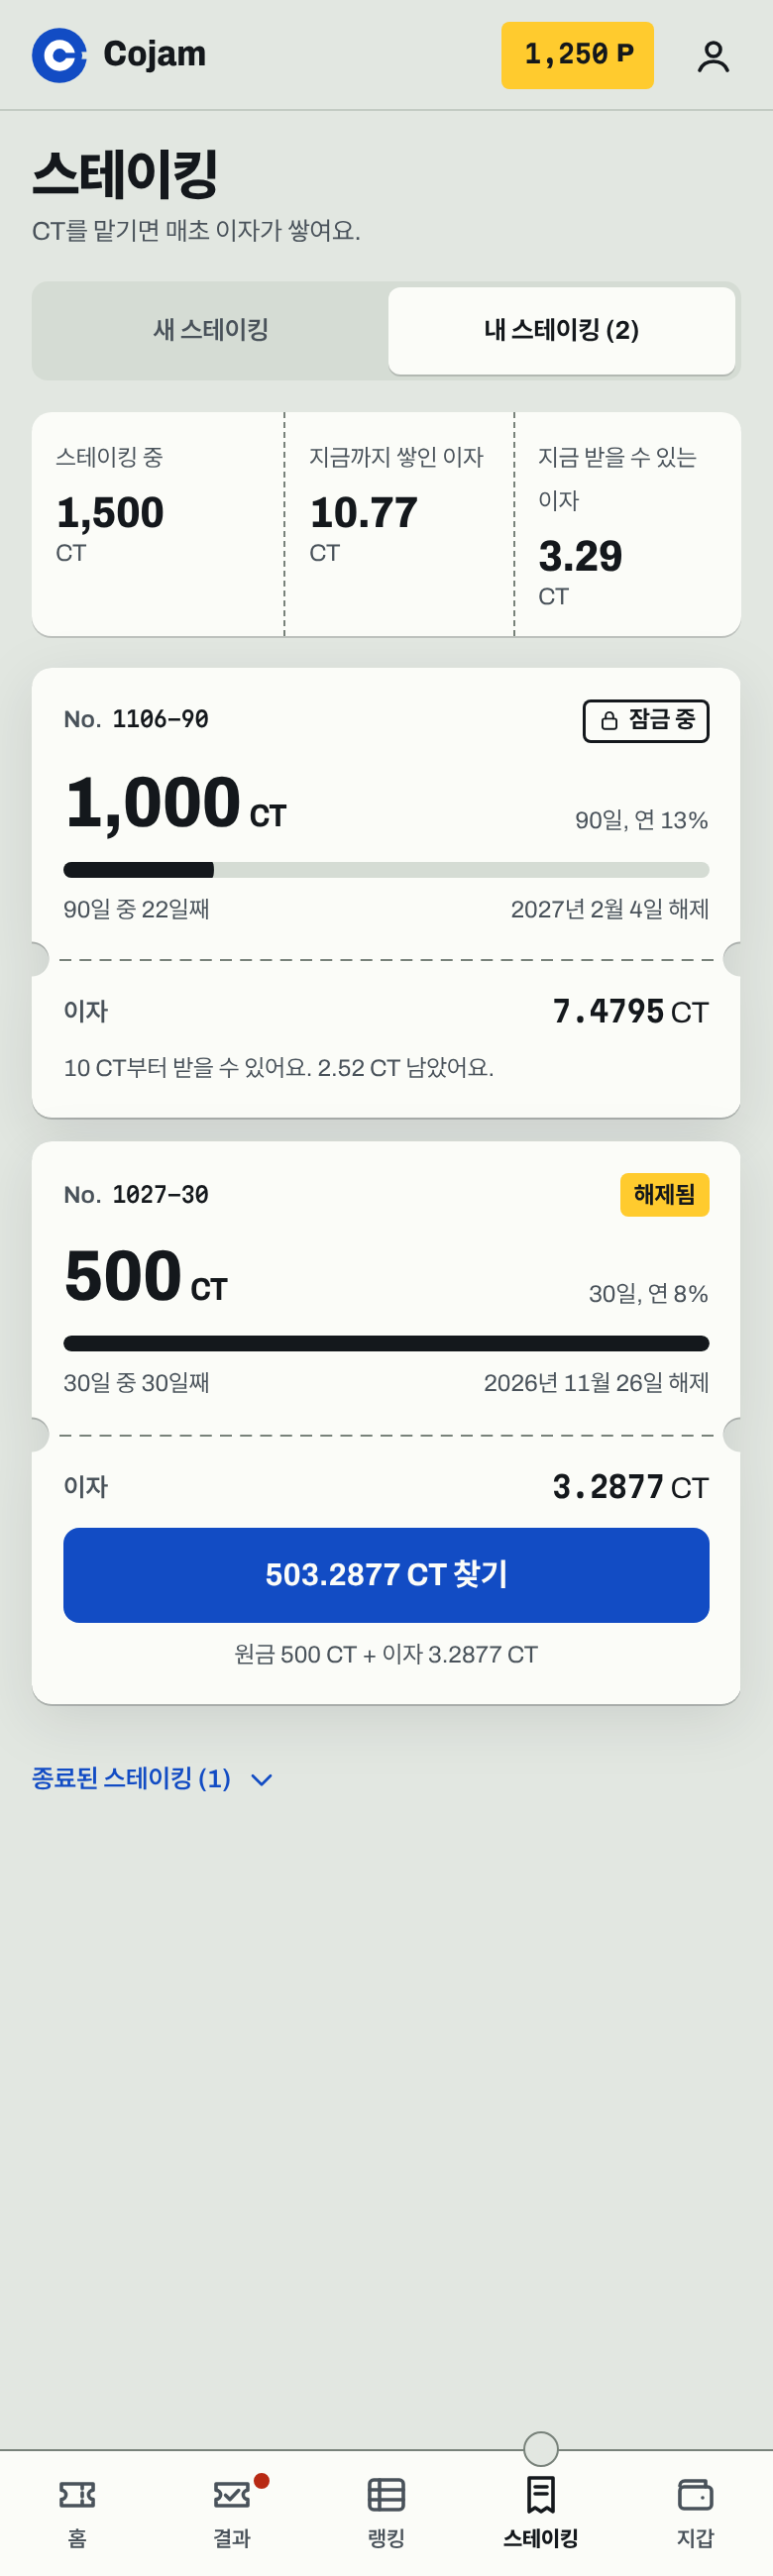 Cojam
1,250 P
스테이킹
CT를 맡기면 매초 이자가 쌓여요.
새 스테이킹
내 스테이킹 (2)
스테이킹 중
1,500
CT
지금까지 쌓인 이자
10.77
CT
지금 받을 수 있는
이자
3.29
CT
No. 1106-90
잠금 중
1,000 CT
90일, 연 13%
90일 중 22일째
2027년 2월 4일 해제
이자
7.4795 CT
10 CT부터 받을 수 있어요. 2.52 CT 남았어요.
No. 1027-30
해제됨
500 CT
30일, 연 8%
30일 중 30일째
2026년 11월 26일 해제
이자
3.2877 CT
503.2877 CT 찾기
원금 500 CT + 이자 3.2877 CT
종료된 스테이킹 (1)
홈
결과
랭킹
스테이킹
지갑